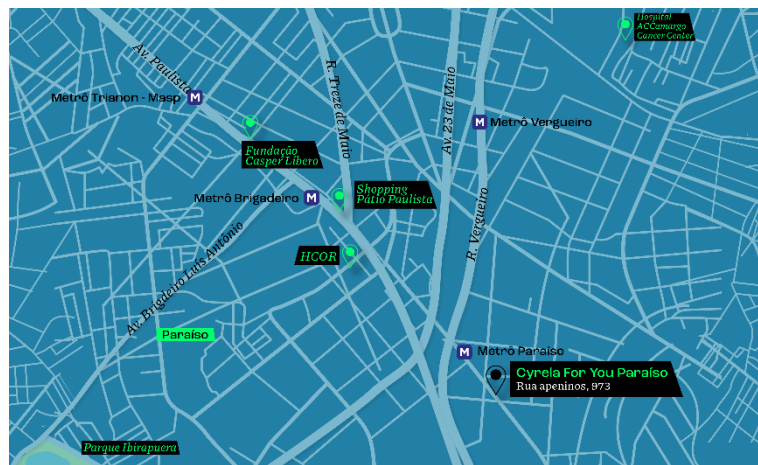 Hospital
ACCamargo
Cancer Center
Av. Paulista
R. Treze de Maio
Av. 23 de Maio
Metrô Trianon - Masp
M
M
Metrô Vergueiro
Fundação
Casper Líbero
Metrô Brigadeiro
M
Shopping
Pátio Paulista
R. Vergueiro
HCOR
Av. Brigdeiro Luis Antônio
Paraíso
M
Metrô Paraíso
Cyrela For You Paraíso
Rua apeninos, 973
Parque Ibirapuera